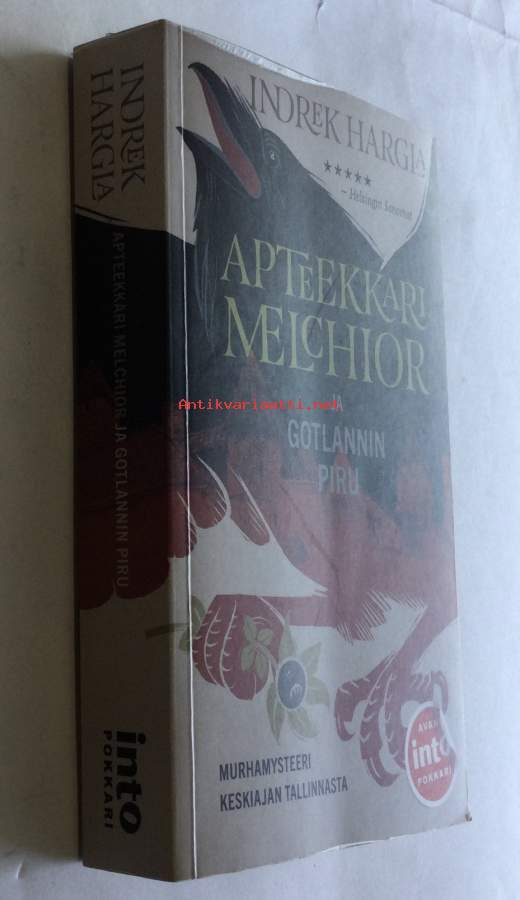 INDREK
HARGLA
APTEEKKARI MELCHIOR JA GOTLANNIN PIRU
into
POKKARI
INDREK HARGLA
★★★★★
– Helsingin Sanomat
APTEEKKARI
MELCHIOR
JA
GOTLANNIN
PIRU
Antikvariaatti.net
MURHAMYSTEERI
KESKIAJAN TALLINNASTA
into
POKKARI